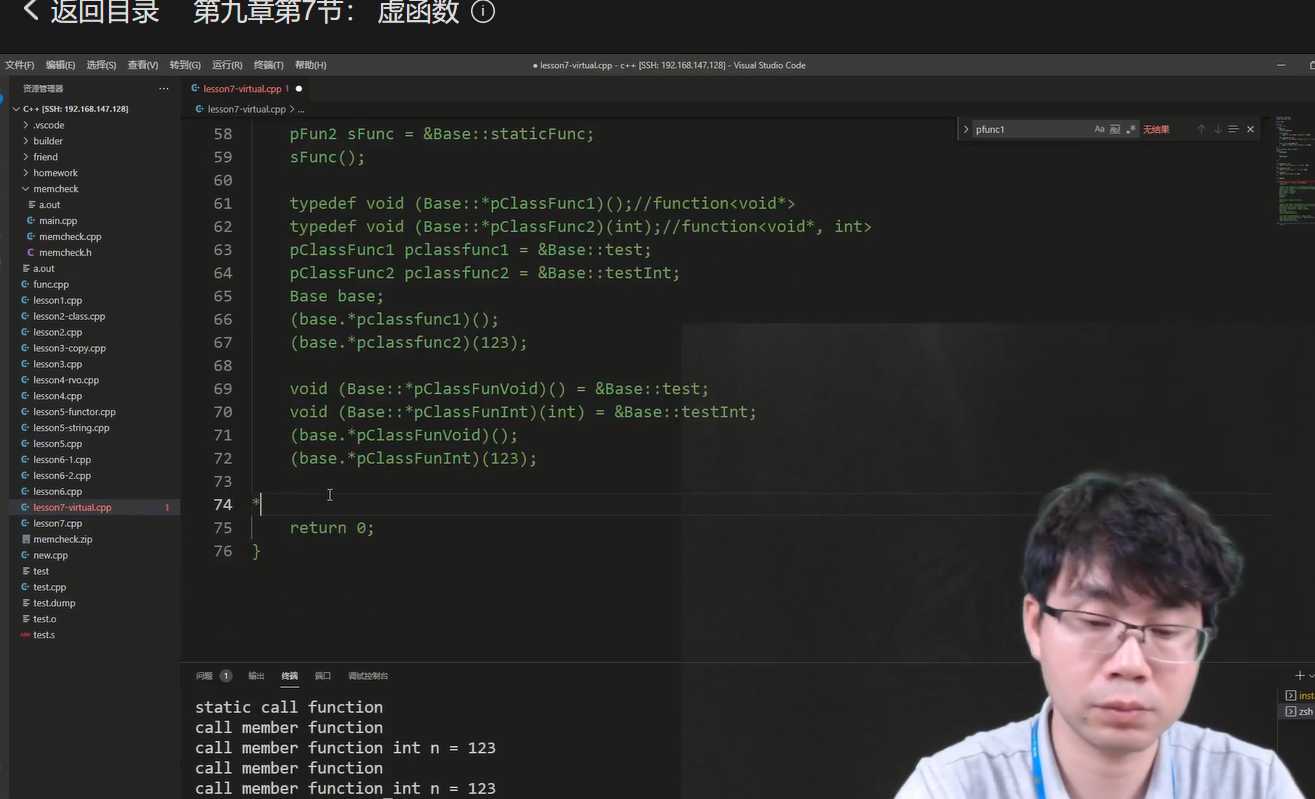 返回目录 第九章第7节： 虚函数
文件(F) 编辑(E) 选择(S) 查看(V) 转到(G) 运行(R) 终端(T) 帮助(H)
● lesson7-virtual.cpp - c++ [SSH: 192.168.147.128] - Visual Studio Code
资源管理器 ...
C++ [SSH: 192.168.147.128]
.vscode
builder
friend
homework
memcheck
a.out
main.cpp
memcheck.cpp
memcheck.h
a.out
func.cpp
lesson1.cpp
lesson2-class.cpp
lesson2.cpp
lesson3-copy.cpp
lesson3.cpp
lesson4-rvo.cpp
lesson4.cpp
lesson5-functor.cpp
lesson5-string.cpp
lesson5.cpp
lesson6-1.cpp
lesson6-2.cpp
lesson6.cpp
lesson7-virtual.cpp 1
lesson7.cpp
memcheck.zip
new.cpp
test
test.cpp
test.dump
test.o
test.s
lesson7-virtual.cpp 1 ●
lesson7-virtual.cpp > ...
pfunc1 Aa Ab .* 无结果
58 pFun2 sFunc = &Base::staticFunc;
59 sFunc();
60
61 typedef void (Base::*pClassFunc1)();//function<void*>
62 typedef void (Base::*pClassFunc2)(int);//function<void*, int>
63 pClassFunc1 pclassfunc1 = &Base::test;
64 pClassFunc2 pclassfunc2 = &Base::testInt;
65 Base base;
66 (base.*pclassfunc1)();
67 (base.*pclassfunc2)(123);
68
69 void (Base::*pClassFunVoid)() = &Base::test;
70 void (Base::*pClassFunInt)(int) = &Base::testInt;
71 (base.*pClassFunVoid)();
72 (base.*pClassFunInt)(123);
73
74 *
75 return 0;
76 }
问题 1 输出 终端 端口 调试控制台
static call function
call member function
call member function int n = 123
call member function
call member function int n = 123
inst
zsh